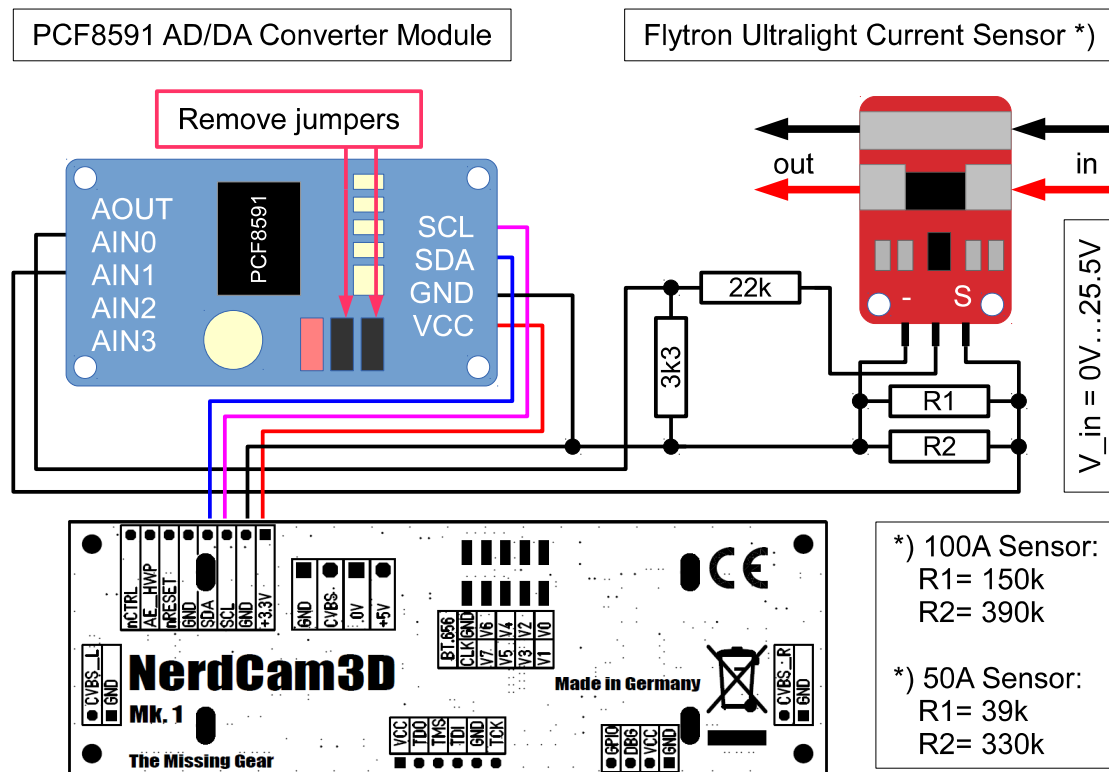 PCF8591 AD/DA Converter Module
Flytron Ultralight Current Sensor *)
Remove jumpers
out
in
AOUT
AIN0
AIN1
AIN2
AIN3
PCF8591
SCL
SDA
GND
VCC
22k
3k3
- S
R1
R2
V_in = 0V...25.5V
nCTRL
AE_HWP
nRESET
GND
SDA
SCL
GND
+3.3V
GND
CVBS
0V
+5V
BT.656
CLK GND
V7 V6
V5 V4
V3 V2
V1 V0
CE
CVBS_L
GND
NerdCam3D
Mk. 1
The Missing Gear
Made in Germany
CVBS_R
GND
VCC
TDO
TMS
TDI
GND
TCK
GPIO
DBG
VCC
GND
*) 100A Sensor:
R1= 150k
R2= 390k
*) 50A Sensor:
R1= 39k
R2= 330k